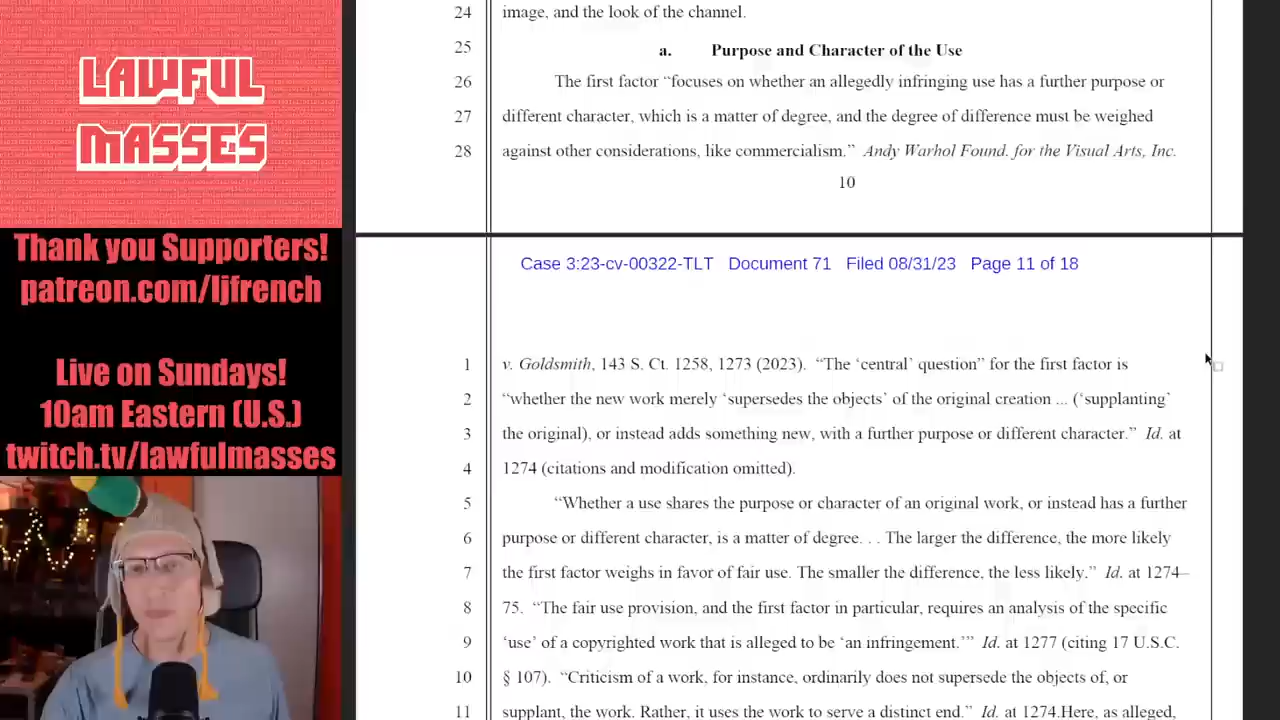 LAWFUL
MASSES
Thank you Supporters!
patreon.com/ljfrench
Live on Sundays!
10am Eastern (U.S.)
twitch.tv/lawfulmasses
24 image, and the look of the channel.
25 a. Purpose and Character of the Use
26 The first factor “focuses on whether an allegedly infringing use has a further purpose or
27 different character, which is a matter of degree, and the degree of difference must be weighed
28 against other considerations, like commercialism.” Andy Warhol Found. for the Visual Arts, Inc.
10
Case 3:23-cv-00322-TLT Document 71 Filed 08/31/23 Page 11 of 18
1 v. Goldsmith, 143 S. Ct. 1258, 1273 (2023). “The ‘central’ question” for the first factor is
2 “whether the new work merely ‘supersedes the objects’ of the original creation ... (‘supplanting’
3 the original), or instead adds something new, with a further purpose or different character.” Id. at
4 1274 (citations and modification omitted).
5 “Whether a use shares the purpose or character of an original work, or instead has a further
6 purpose or different character, is a matter of degree. . . The larger the difference, the more likely
7 the first factor weighs in favor of fair use. The smaller the difference, the less likely.” Id. at 1274–
8 75. “The fair use provision, and the first factor in particular, requires an analysis of the specific
9 ‘use’ of a copyrighted work that is alleged to be ‘an infringement.’” Id. at 1277 (citing 17 U.S.C.
10 § 107). “Criticism of a work, for instance, ordinarily does not supersede the objects of, or
11 supplant, the work. Rather, it uses the work to serve a distinct end.” Id. at 1274.Here, as alleged,